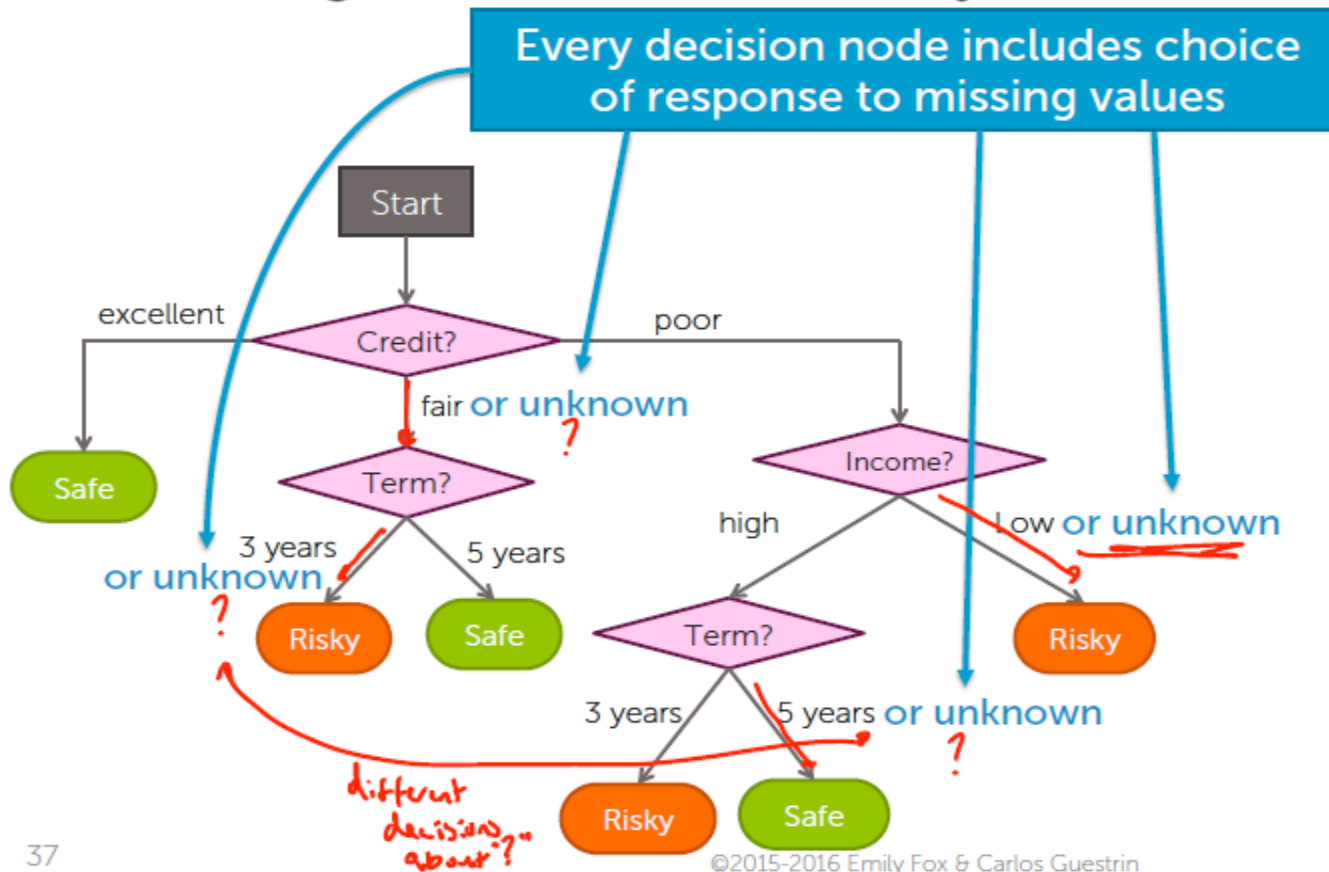 Every decision node includes choice
of response to missing values
Start
excellent
Credit?
poor
fair or unknown
?
Safe
Term?
Income?
3 years
or unknown
?
5 years
high
Low or unknown
Risky
Safe
Term?
Risky
3 years
5 years or unknown
?
different
decisions
about "?"
Risky
Safe
37
©2015-2016 Emily Fox & Carlos Guestrin